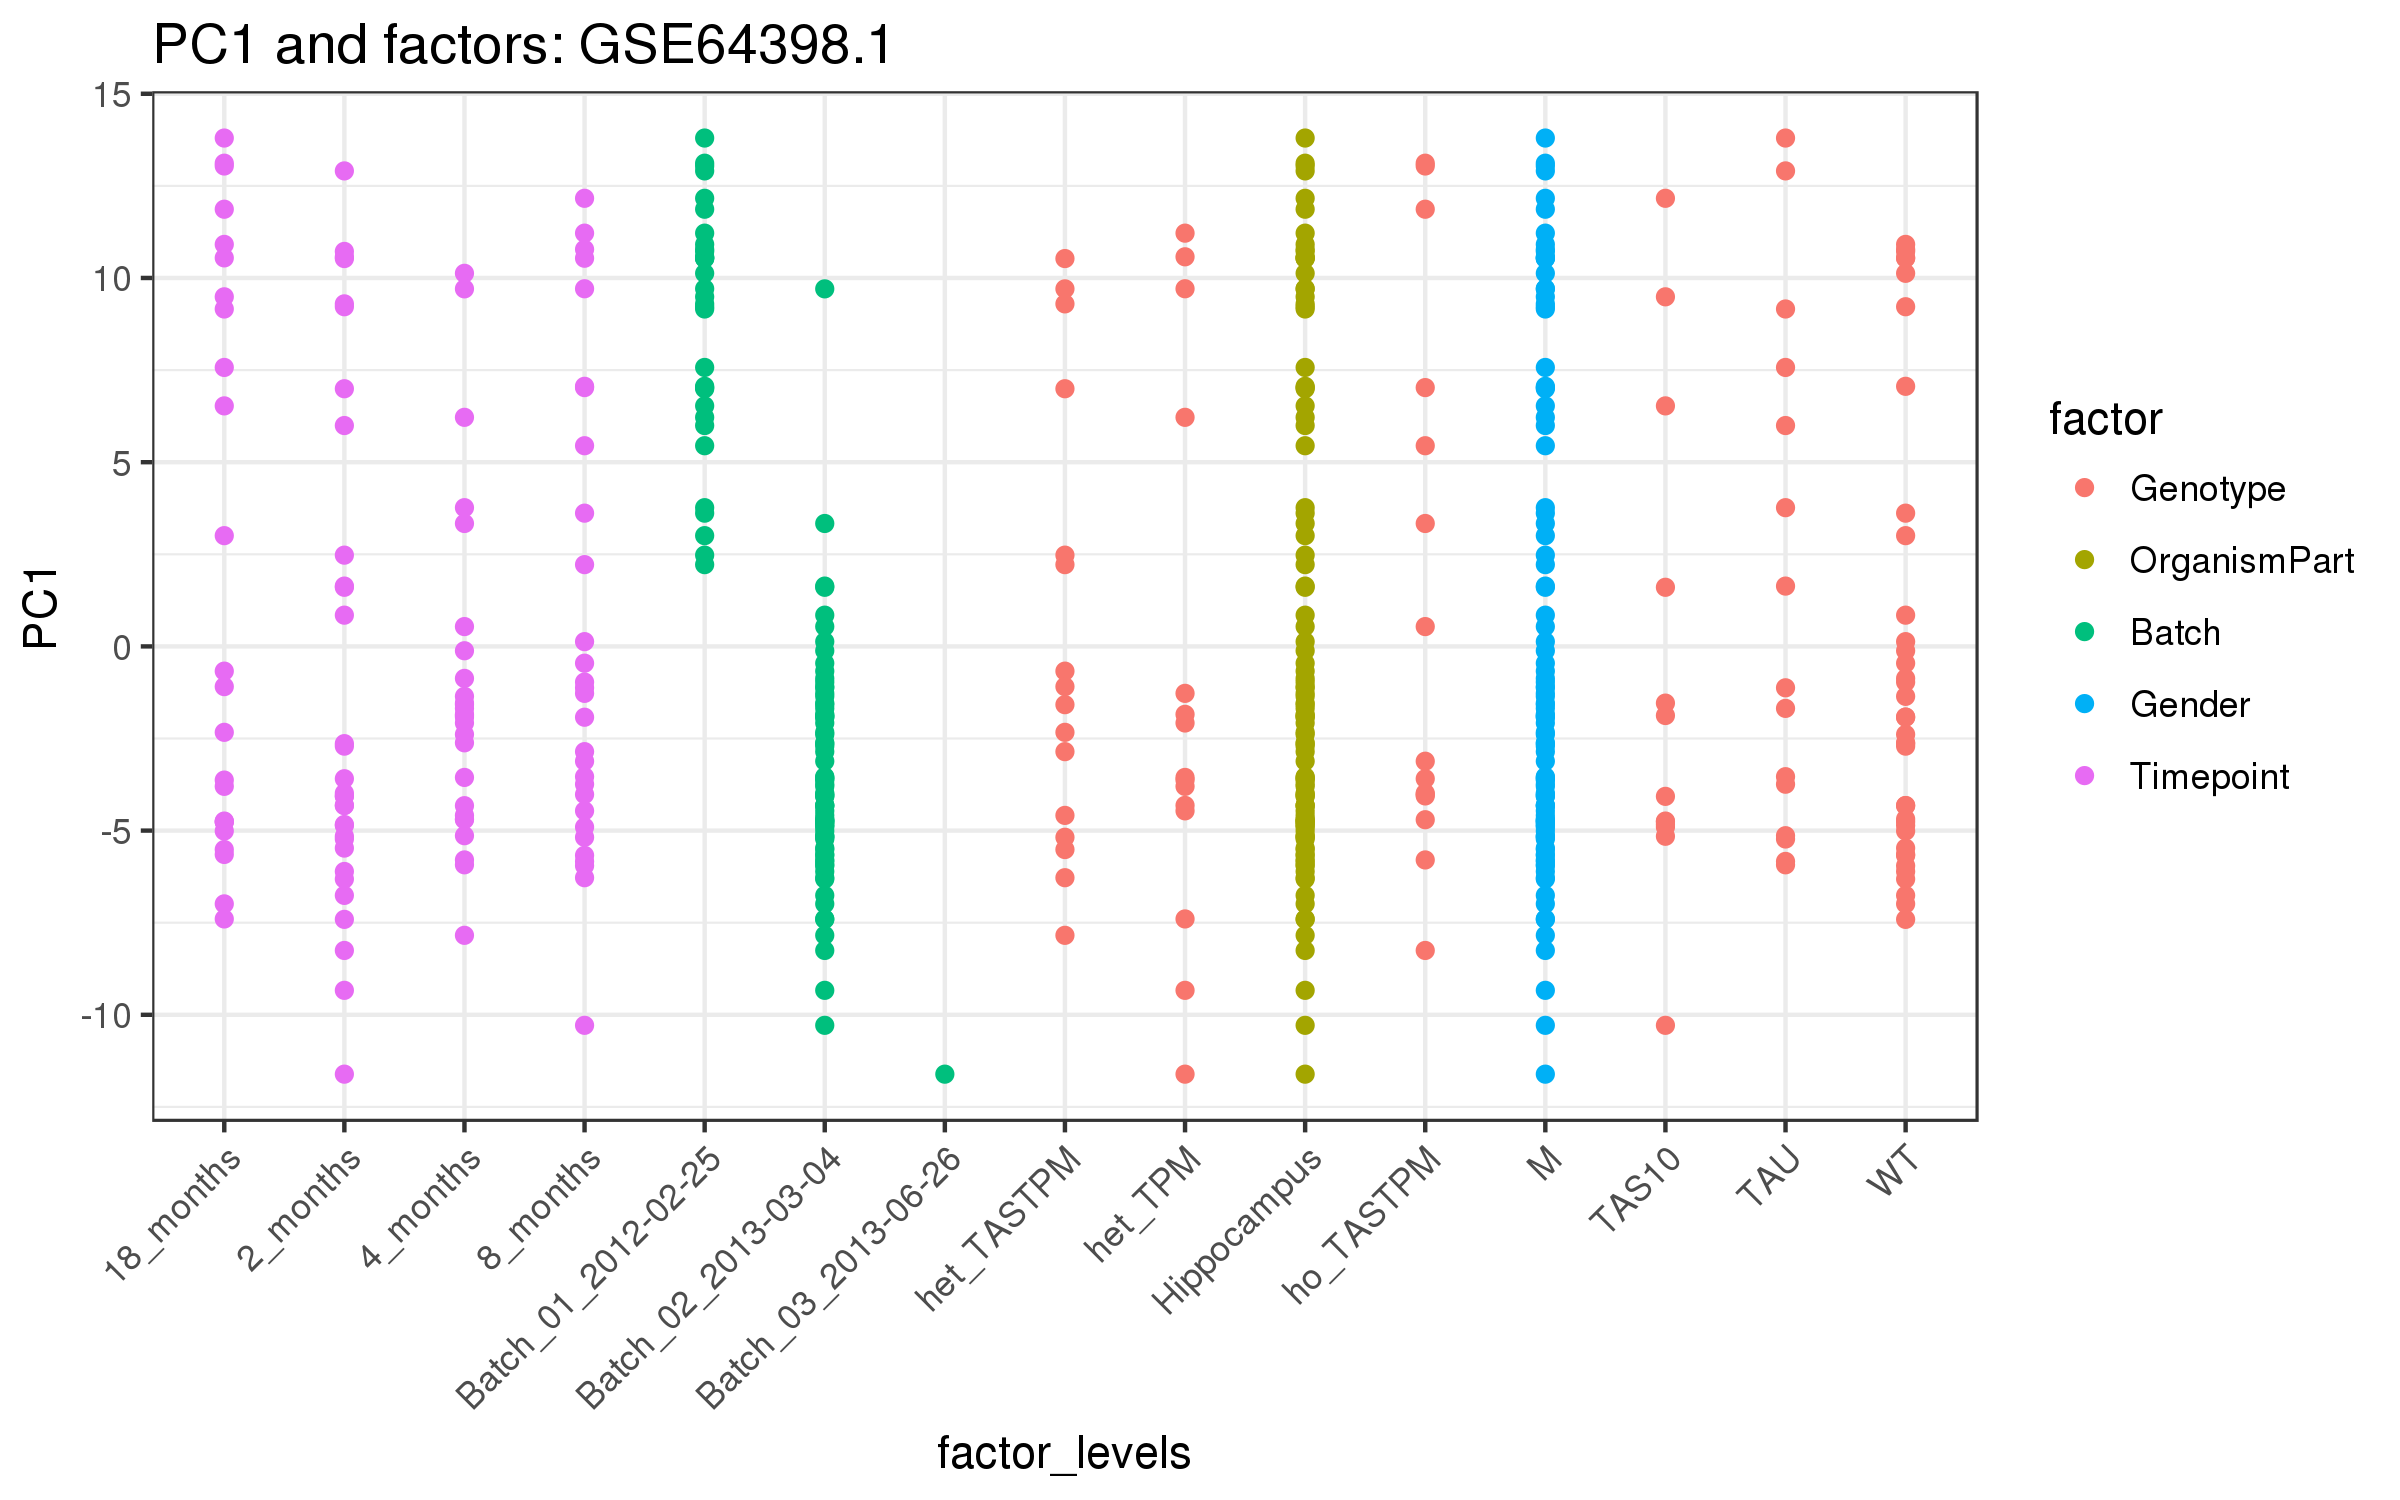 PC1 and factors: GSE64398.1
15
10
5
0
-5
-10
PC1
18_months
2_months
4_months
8_months
Batch_01_2012-02-25
Batch_02_2013-03-04
Batch_03_2013-06-26
het_TASTPM
het_TPM
Hippocampus
ho_TASTPM
M
TAS10
TAU
WT
factor_levels
factor
Genotype
OrganismPart
Batch
Gender
Timepoint